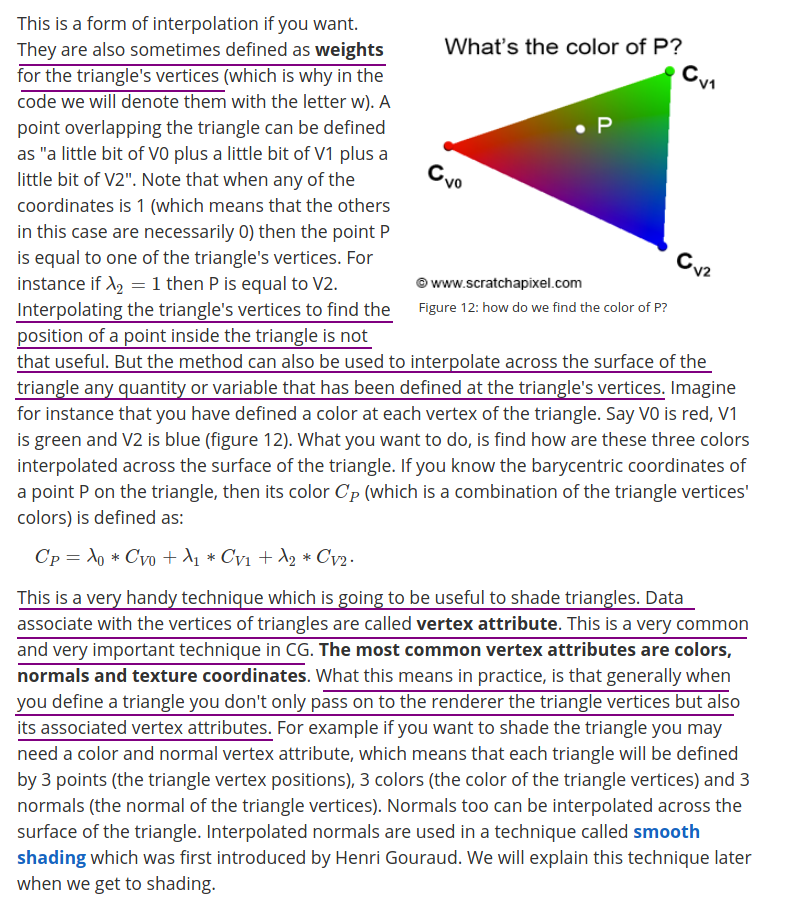 This is a form of interpolation if you want.
They are also sometimes defined as weights
for the triangle's vertices (which is why in the
code we will denote them with the letter w). A
point overlapping the triangle can be defined
as "a little bit of V0 plus a little bit of V1 plus a
little bit of V2". Note that when any of the
coordinates is 1 (which means that the others
in this case are necessarily 0) then the point P
is equal to one of the triangle's vertices. For
instance if λ₂ = 1 then P is equal to V2.
Interpolating the triangle's vertices to find the
position of a point inside the triangle is not
What's the color of P?
C_V1
P
C_V0
C_V2
© www.scratchapixel.com
Figure 12: how do we find the color of P?
that useful. But the method can also be used to interpolate across the surface of the
triangle any quantity or variable that has been defined at the triangle's vertices. Imagine
for instance that you have defined a color at each vertex of the triangle. Say V0 is red, V1
is green and V2 is blue (figure 12). What you want to do, is find how are these three colors
interpolated across the surface of the triangle. If you know the barycentric coordinates of
a point P on the triangle, then its color C_P (which is a combination of the triangle vertices'
colors) is defined as:
C_P = λ₀ * C_V0 + λ₁ * C_V1 + λ₂ * C_V2.
This is a very handy technique which is going to be useful to shade triangles. Data
associate with the vertices of triangles are called vertex attribute. This is a very common
and very important technique in CG. The most common vertex attributes are colors,
normals and texture coordinates. What this means in practice, is that generally when
you define a triangle you don't only pass on to the renderer the triangle vertices but also
its associated vertex attributes. For example if you want to shade the triangle you may
need a color and normal vertex attribute, which means that each triangle will be defined
by 3 points (the triangle vertex positions), 3 colors (the color of the triangle vertices) and 3
normals (the normal of the triangle vertices). Normals too can be interpolated across the
surface of the triangle. Interpolated normals are used in a technique called smooth
shading which was first introduced by Henri Gouraud. We will explain this technique later
when we get to shading.